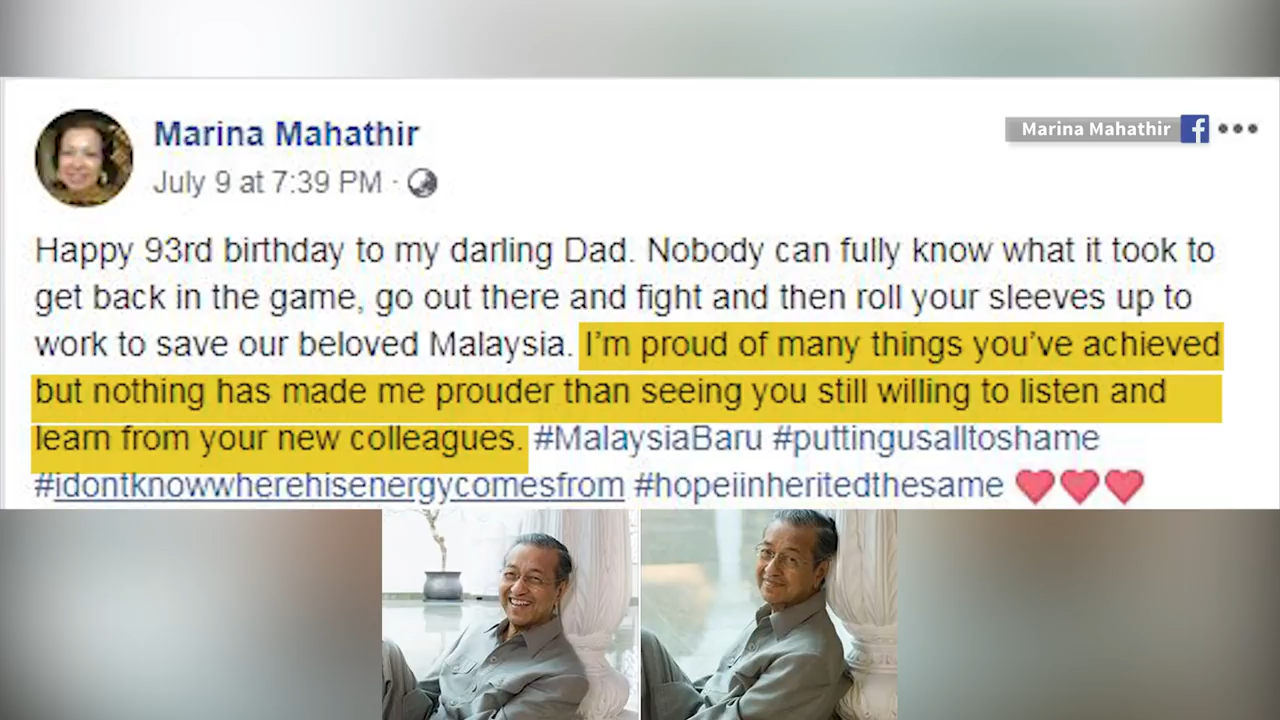 Marina Mahathir
Marina Mahathir
July 9 at 7:39 PM ·
Happy 93rd birthday to my darling Dad. Nobody can fully know what it took to
get back in the game, go out there and fight and then roll your sleeves up to
work to save our beloved Malaysia. I'm proud of many things you've achieved
but nothing has made me prouder than seeing you still willing to listen and
learn from your new colleagues. #MalaysiaBaru #puttingusalltoshame
#idontknowwherehisenergycomesfrom #hopeiinheritedthesame